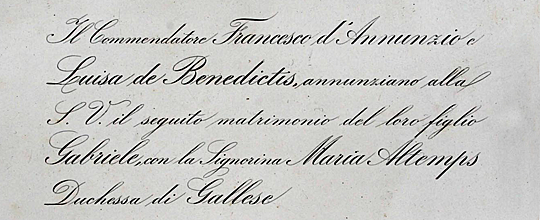 Il Commendatore Francesco d'Annunzio e
Luisa de Benedictis, annunziano alla
S. V. il seguito matrimonio del loro figlio
Gabriele, con la Signorina Maria Altemps
Duchessa di Gallese.